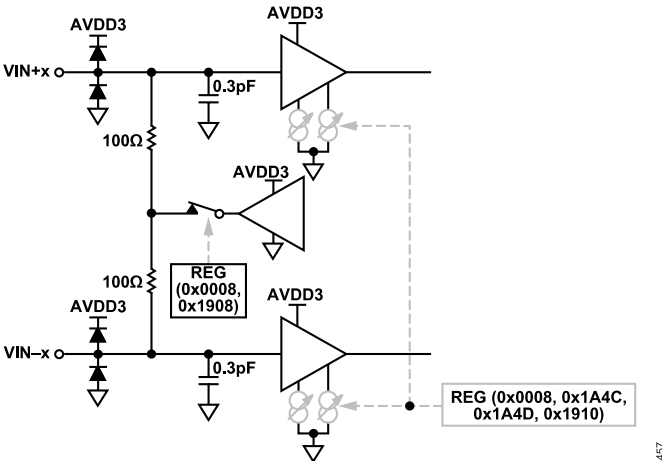 AVDD3
AVDD3
VIN+x
0.3pF
100Ω
AVDD3
100Ω
REG
(0x0008,
0x1908)
AVDD3
AVDD3
VIN–x
0.3pF
REG (0x0008, 0x1A4C,
0x1A4D, 0x1910)
457